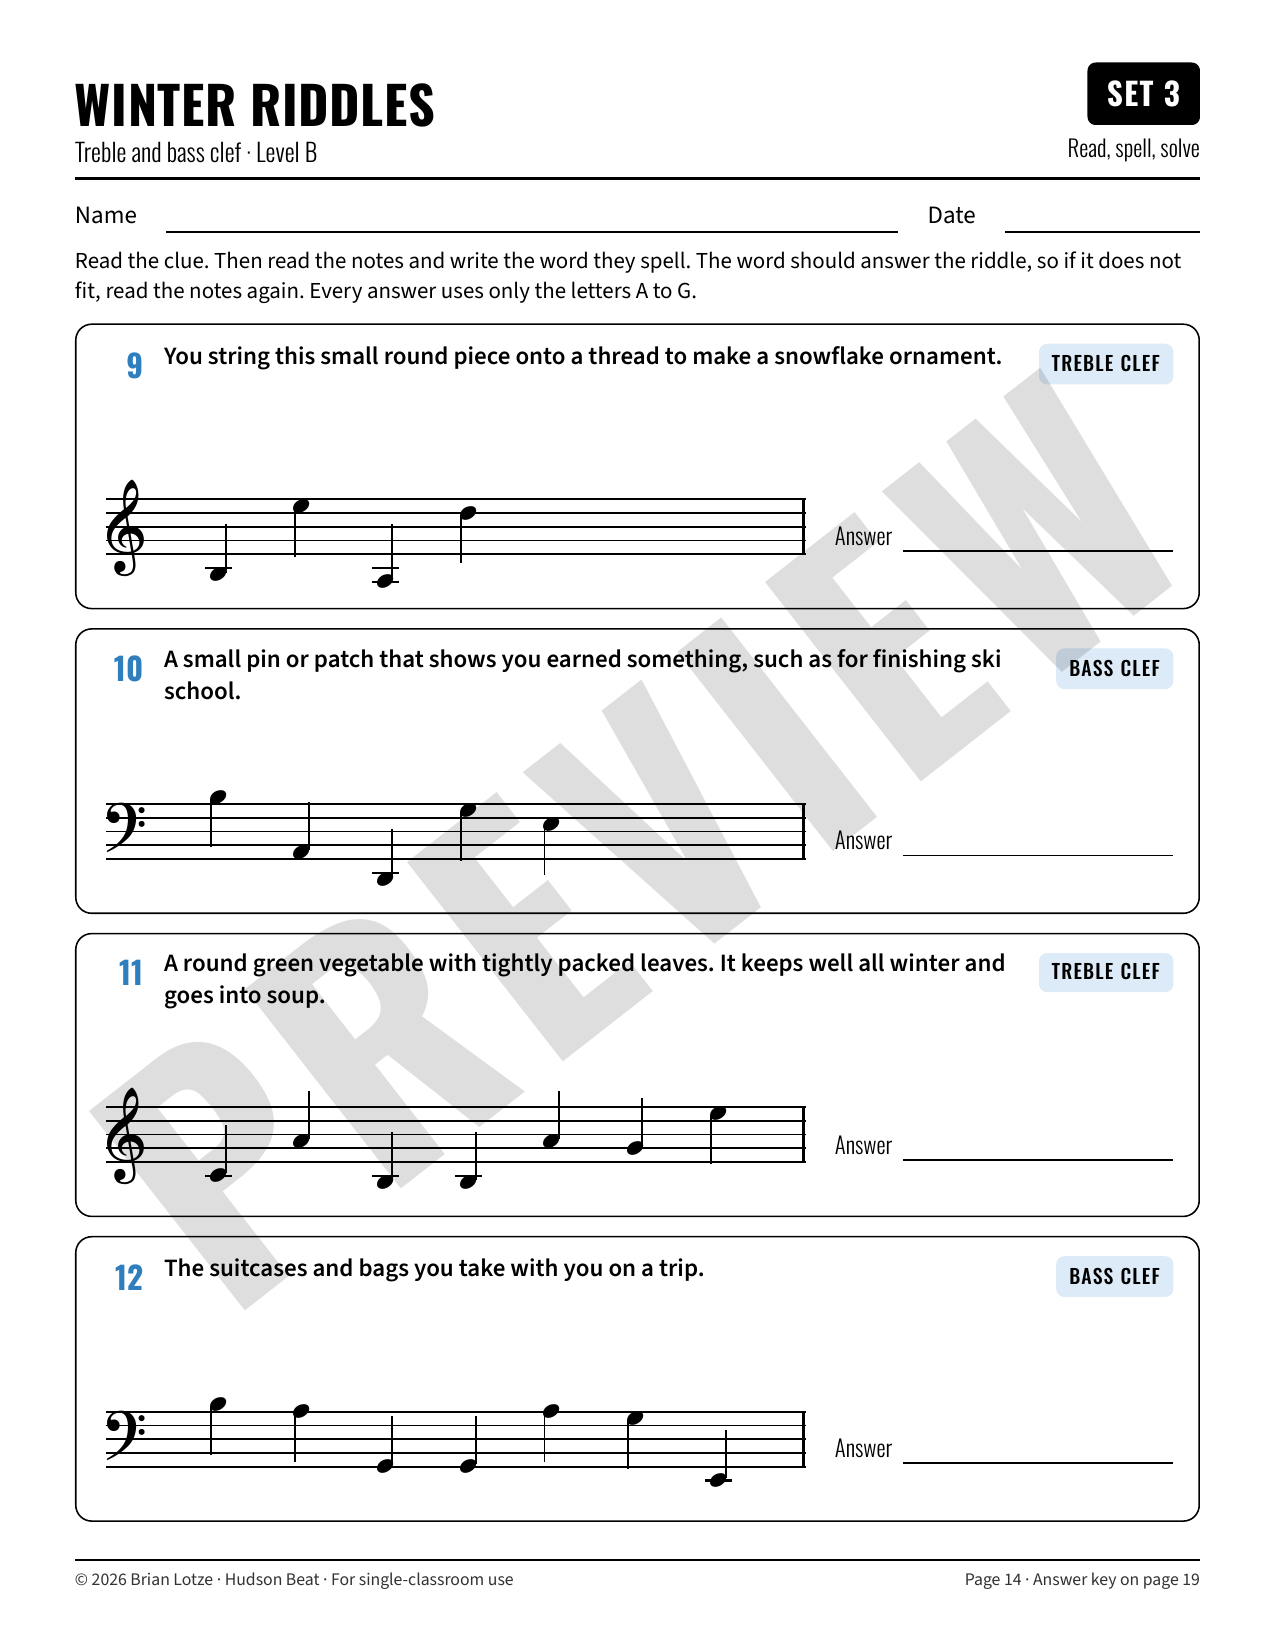 WINTER RIDDLES
SET 3
Treble and bass clef · Level B
Read, spell, solve
Name
Date
Read the clue. Then read the notes and write the word they spell. The word should answer the riddle, so if it does not
fit, read the notes again. Every answer uses only the letters A to G.
9
You string this small round piece onto a thread to make a snowflake ornament.
TREBLE CLEF
Answer
10
A small pin or patch that shows you earned something, such as for finishing ski
school.
BASS CLEF
Answer
11
A round green vegetable with tightly packed leaves. It keeps well all winter and
goes into soup.
TREBLE CLEF
Answer
12
The suitcases and bags you take with you on a trip.
BASS CLEF
Answer
PREVIEW
© 2026 Brian Lotze · Hudson Beat · For single-classroom use
Page 14 · Answer key on page 19